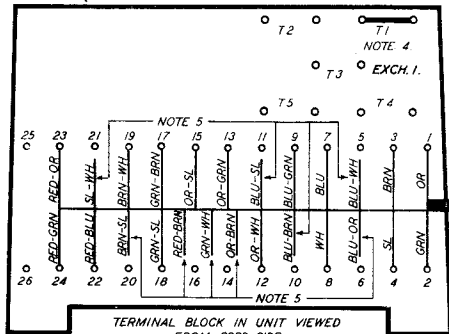 T2 T1
NOTE 4
T3 EXCH. 1.
T5 T4
NOTE 5
25 23 21 19 17 15 13 11 9 7 5 3 1
RED-OR SL-WH BRN-WH GRN-BRN OR-SL OR-GRN BLU-SL BLU-GRN BLU BLU-WH BRN OR
RED-GRN RED-BLU BRN-SL GRN-SL RED-BRN GRN-WH OR-BRN OR-WH BLU-BRN WH BLU-OR SL GRN
26 24 22 20 18 16 14 12 10 8 6 4 2
NOTE 5
TERMINAL BLOCK IN UNIT VIEWED
FROM CORD SIDE